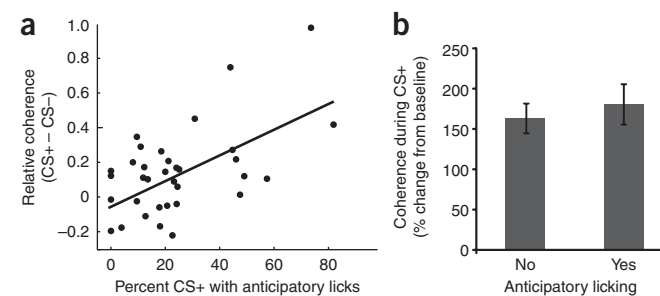 a
1.0
0.8
0.6
0.4
0.2
0
–0.2
Relative coherence
(CS+ – CS–)
0 20 40 60 80
Percent CS+ with anticipatory licks
b
250
200
150
100
50
0
Coherence during CS+
(% change from baseline)
No Yes
Anticipatory licking